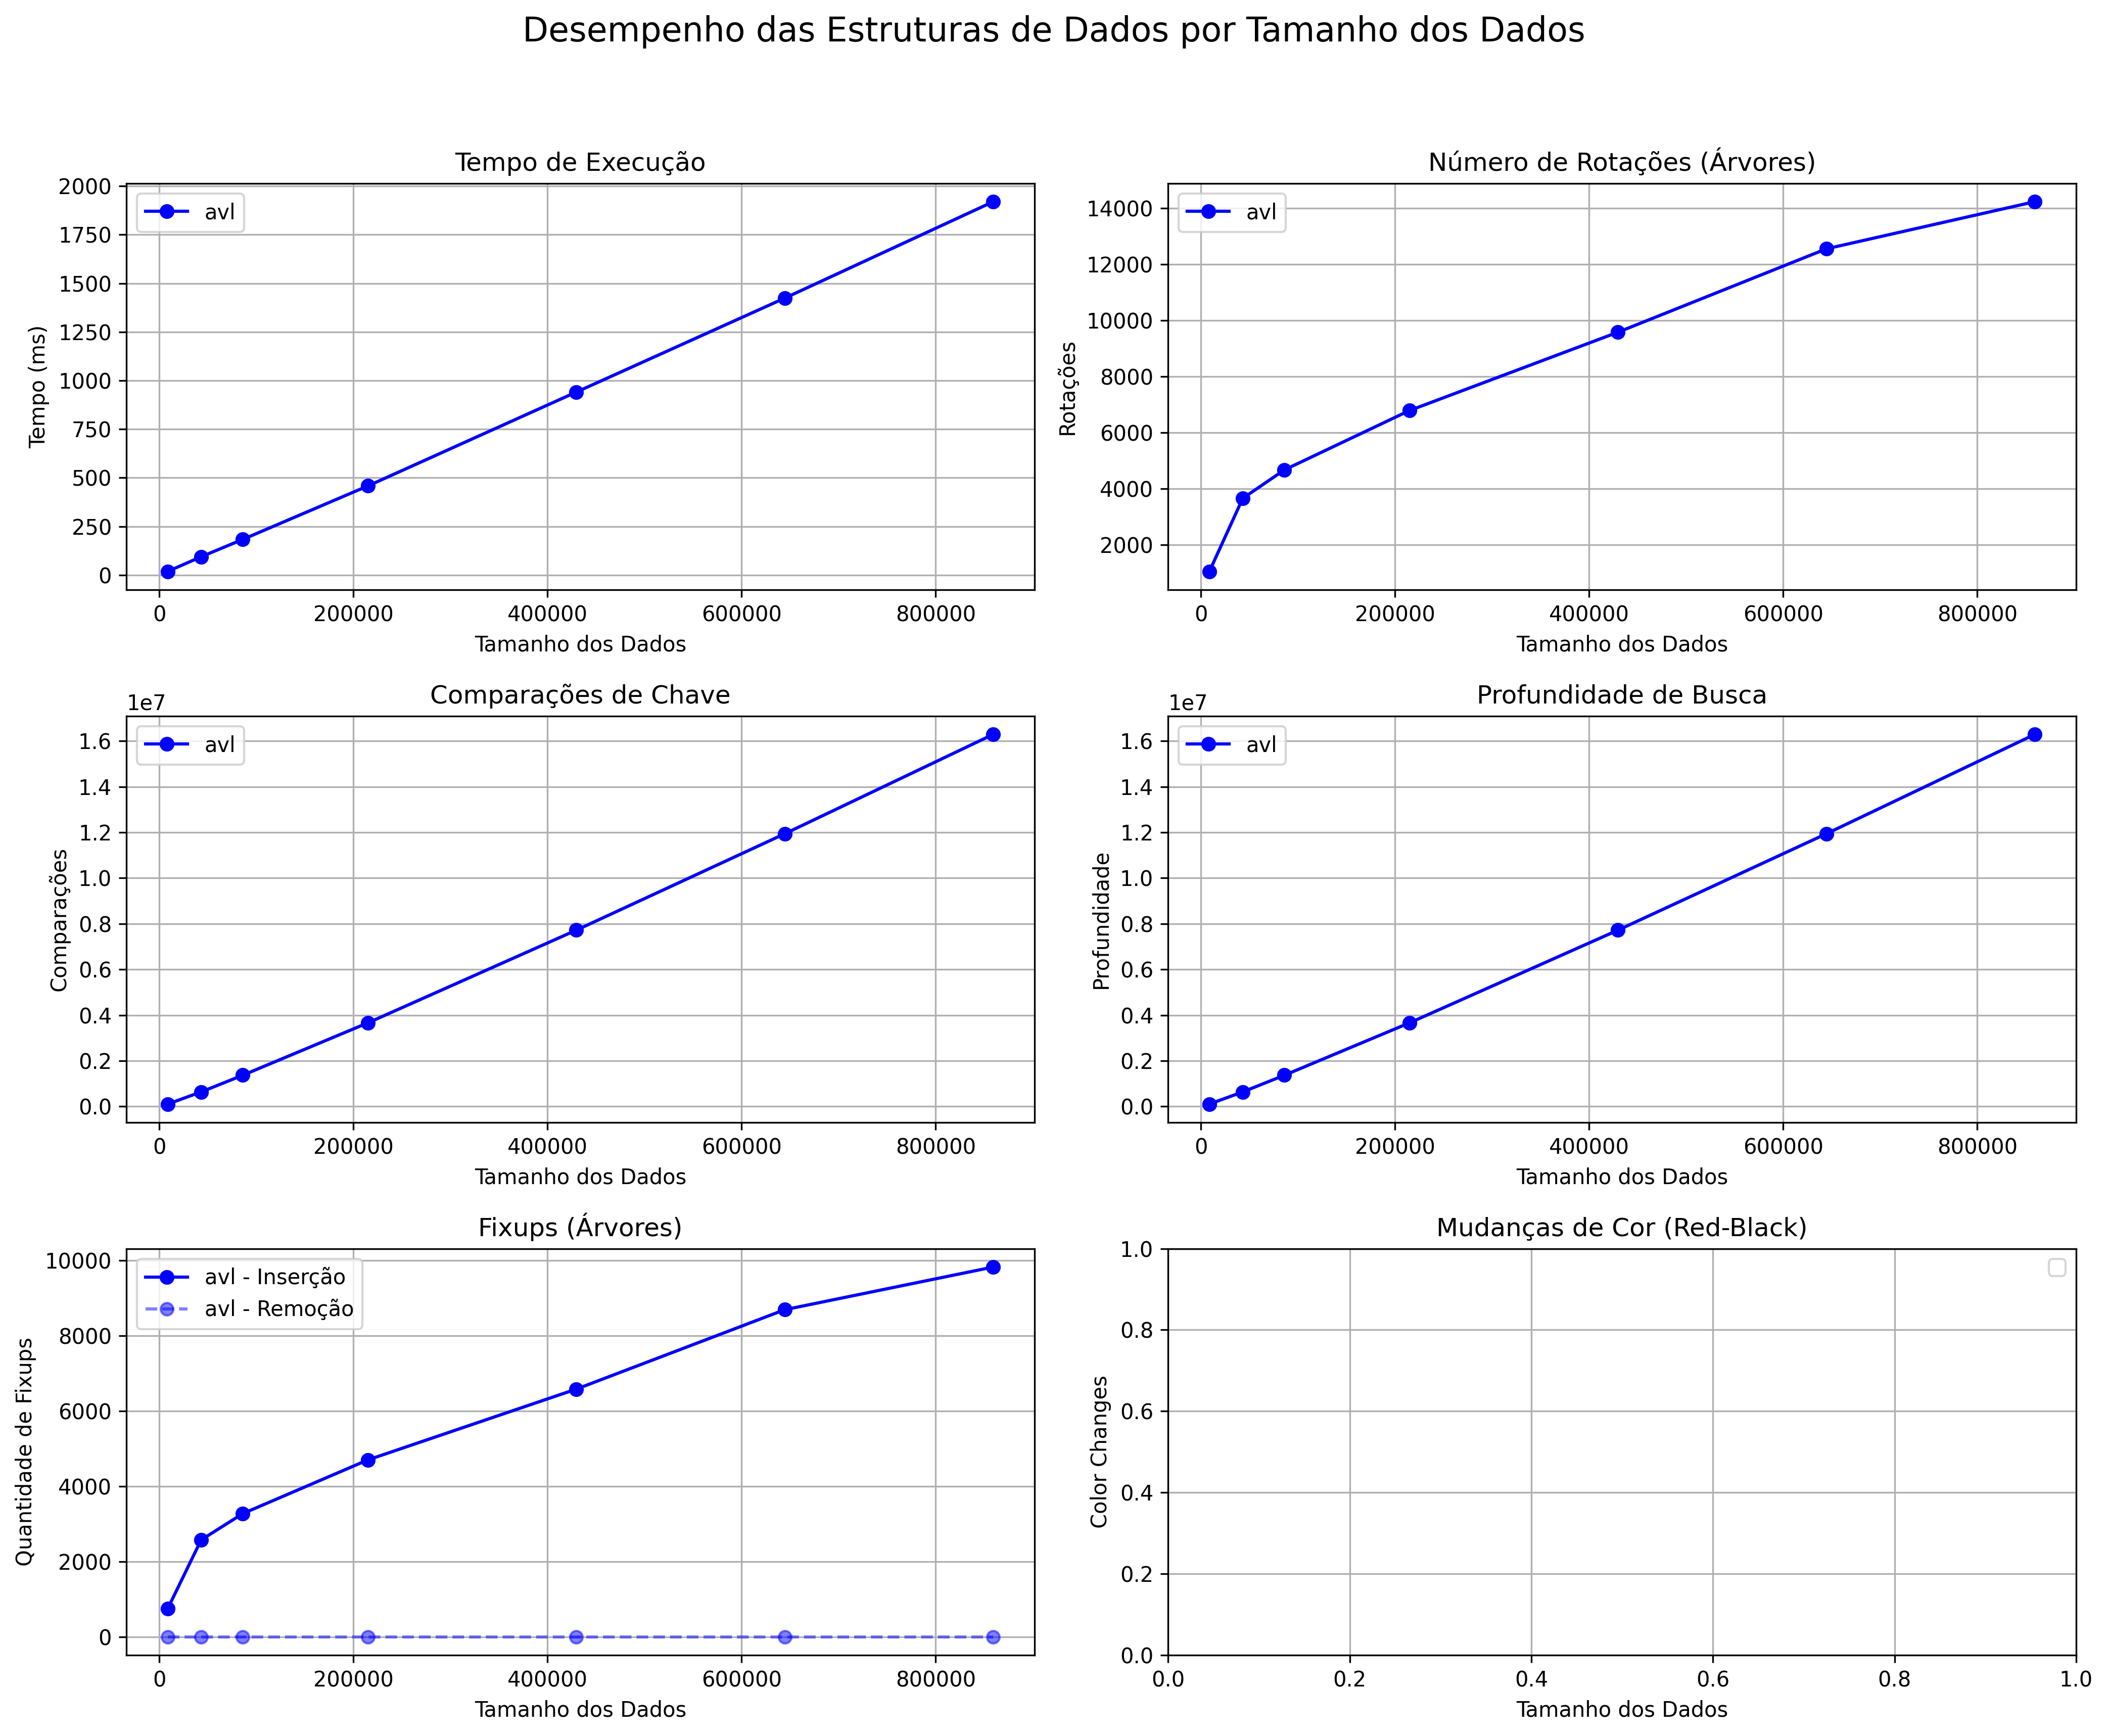 Desempenho das Estruturas de Dados por Tamanho dos Dados
Tempo de Execução
2000
1750
1500
1250
1000
750
500
250
0
Tempo (ms)
avl
0 200000 400000 600000 800000
Tamanho dos Dados
Número de Rotações (Árvores)
14000
12000
10000
8000
6000
4000
2000
Rotações
avl
0 200000 400000 600000 800000
Tamanho dos Dados
Comparações de Chave
1e7
1.6
1.4
1.2
1.0
0.8
0.6
0.4
0.2
0.0
Comparações
avl
0 200000 400000 600000 800000
Tamanho dos Dados
Profundidade de Busca
1e7
1.6
1.4
1.2
1.0
0.8
0.6
0.4
0.2
0.0
Profundidade
avl
0 200000 400000 600000 800000
Tamanho dos Dados
Fixups (Árvores)
10000
8000
6000
4000
2000
0
Quantidade de Fixups
avl - Inserção
avl - Remoção
0 200000 400000 600000 800000
Tamanho dos Dados
Mudanças de Cor (Red-Black)
1.0
0.8
0.6
0.4
0.2
0.0
Color Changes
0.0 0.2 0.4 0.6 0.8 1.0
Tamanho dos Dados